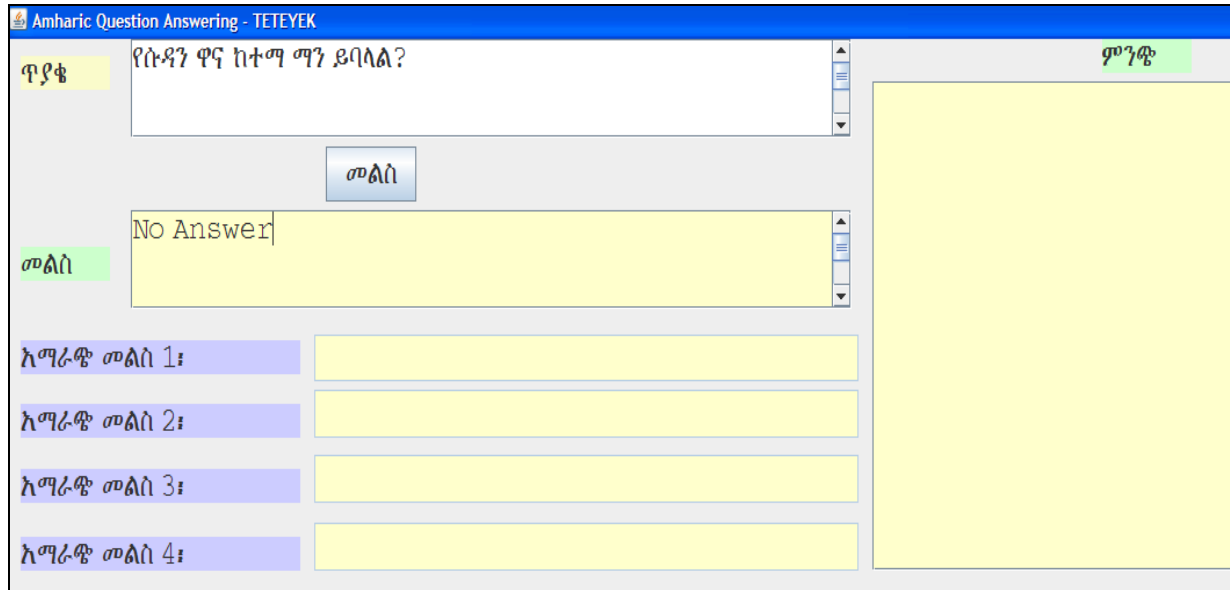 Amharic Question Answering - TETEYEK
ጥያቄ
የሱዳን ዋና ከተማ ማን ይባላል?
ምንጭ
መልስ
No Answer
መልስ
አማራጭ መልስ 1፡
አማራጭ መልስ 2፡
አማራጭ መልስ 3፡
አማራጭ መልስ 4፡